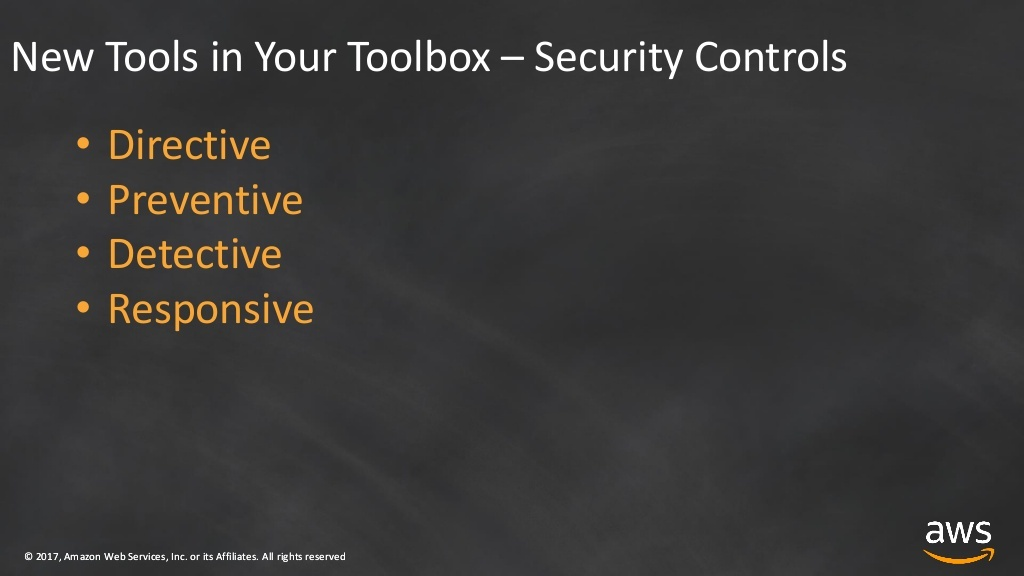 New Tools in Your Toolbox – Security Controls
• Directive
• Preventive
• Detective
• Responsive
© 2017, Amazon Web Services, Inc. or its Affiliates. All rights reserved
aws